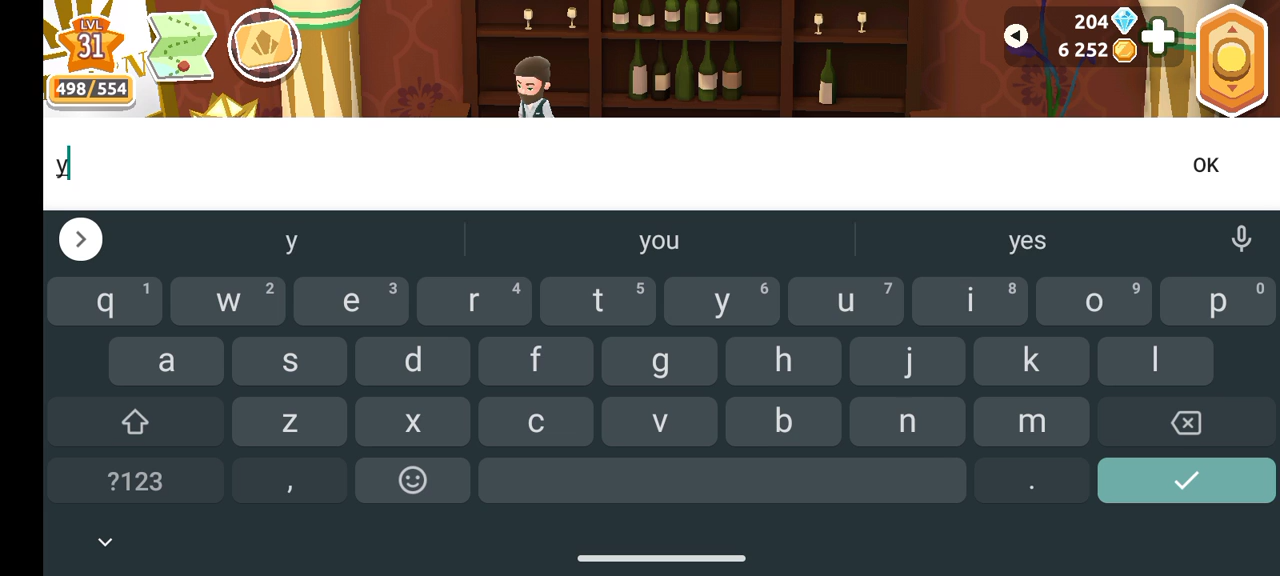 LVL
31
498/554
204
6 252
y
OK
y you yes
q 1 w 2 e 3 r 4 t 5 y 6 u 7 i 8 o 9 p 0
a s d f g h j k l
z x c v b n m
?123 , .